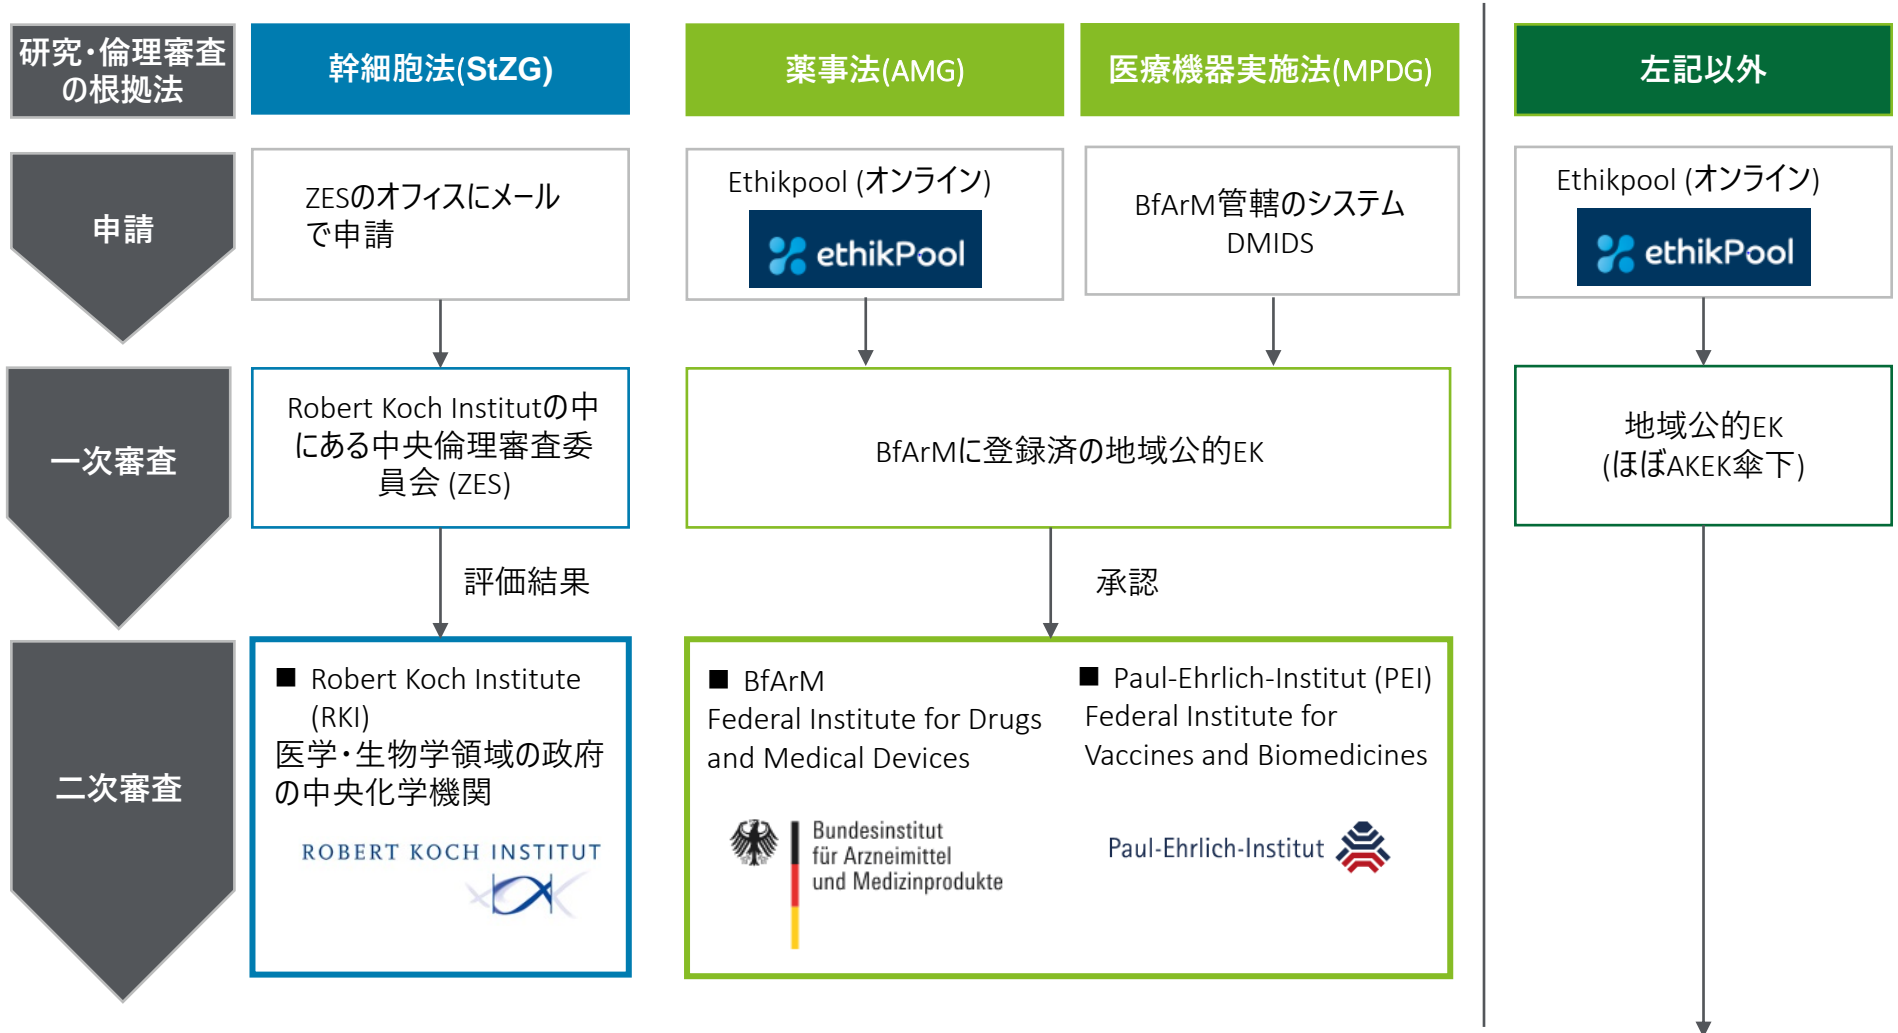 研究・倫理審査
の根拠法
幹細胞法(StZG)
薬事法(AMG)
医療機器実施法(MPDG)
左記以外
申請
ZESのオフィスにメール
で申請
Ethikpool (オンライン)
ethikPool
BfArM管轄のシステム
DMIDS
Ethikpool (オンライン)
ethikPool
一次審査
Robert Koch Institutの中
にある中央倫理審査委
員会 (ZES)
BfArMに登録済の地域公的EK
地域公的EK
(ほぼAKEK傘下)
評価結果
承認
二次審査
■ Robert Koch Institute
(RKI)
医学・生物学領域の政府
の中央化学機関
ROBERT KOCH INSTITUT
■ BfArM
Federal Institute for Drugs
and Medical Devices
Bundesinstitut
für Arzneimittel
und Medizinprodukte
■ Paul-Ehrlich-Institut (PEI)
Federal Institute for
Vaccines and Biomedicines
Paul-Ehrlich-Institut